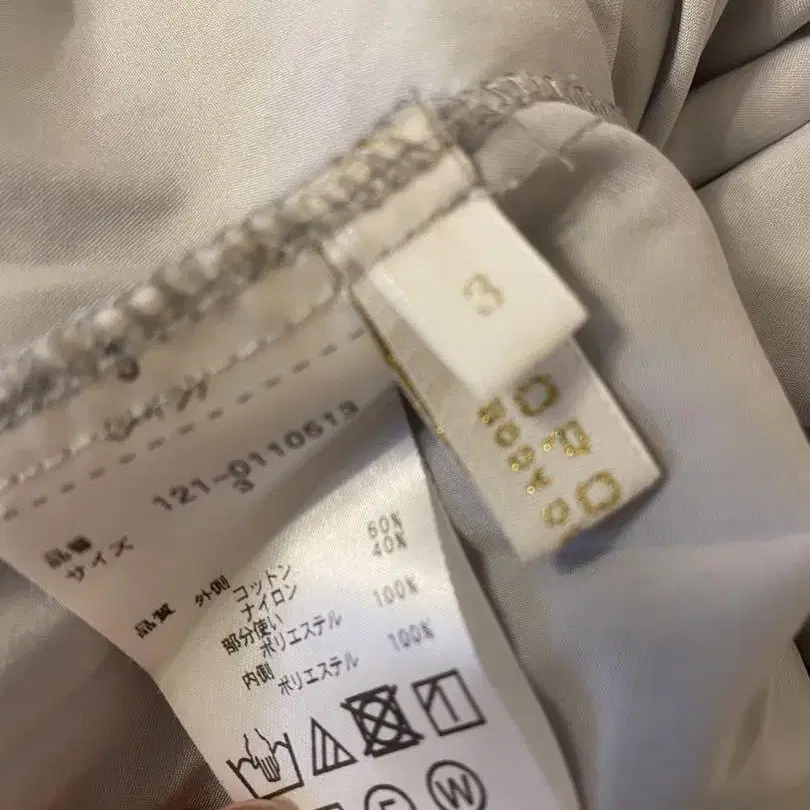 3
品番 121-0110513
サイズ 3
品質 外側 コットン 60%
ナイロン 40%
部分使い
ポリエステル 100%
内側
ポリエステル 100%
W